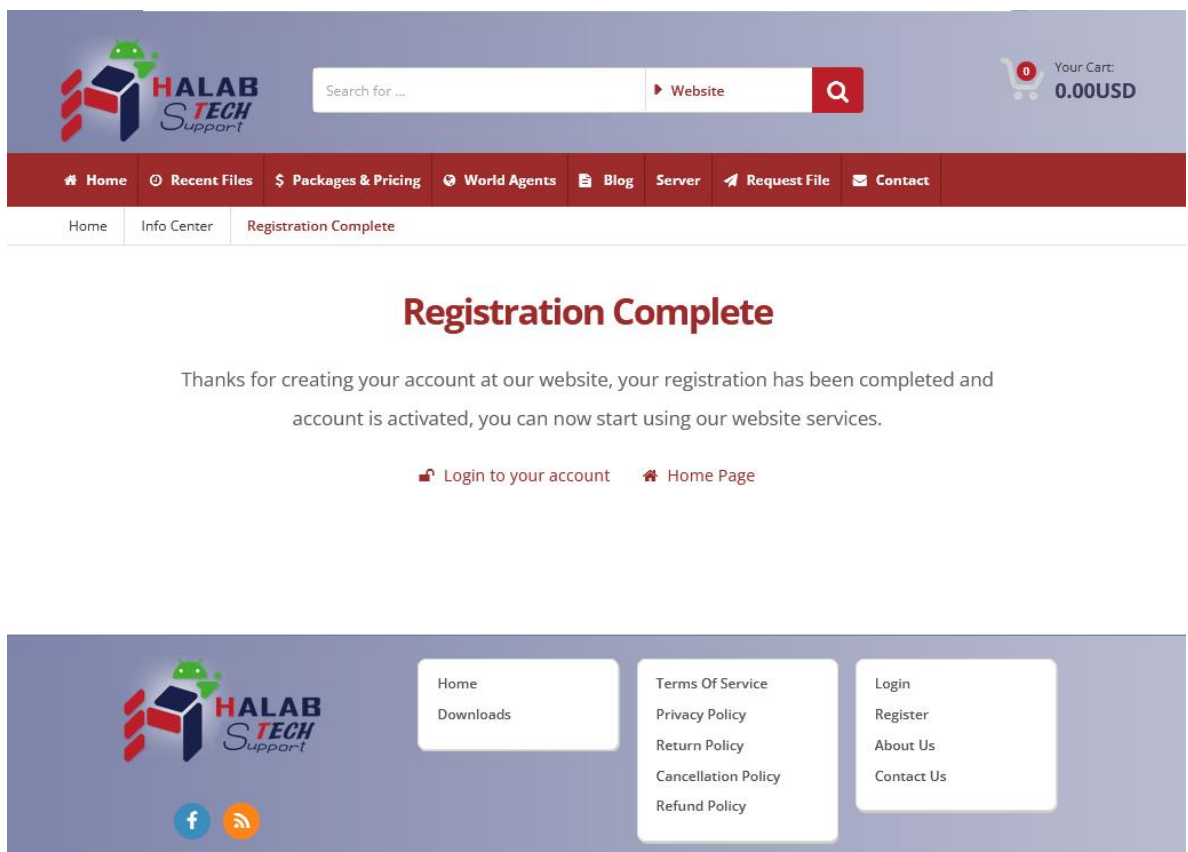 HALAB
S TECH
Support
Search for ...
Website
0
Your Cart:
0.00USD
Home
Recent Files
$ Packages & Pricing
World Agents
Blog
Server
Request File
Contact
Home
Info Center
Registration Complete
Registration Complete
Thanks for creating your account at our website, your registration has been completed and
account is activated, you can now start using our website services.
Login to your account
Home Page
HALAB
S TECH
Support
Home
Downloads
Terms Of Service
Privacy Policy
Return Policy
Cancellation Policy
Refund Policy
Login
Register
About Us
Contact Us